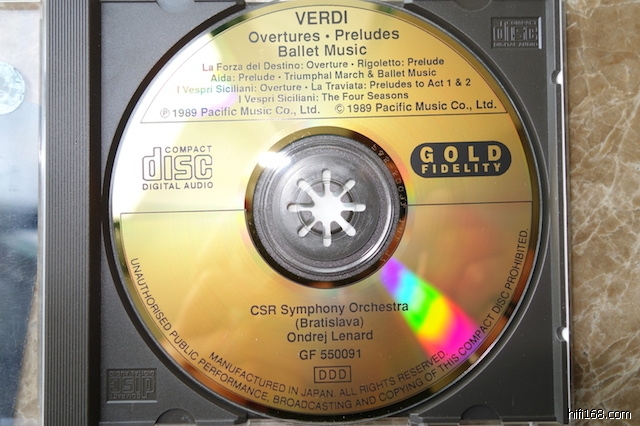 VERDI
Overtures • Preludes
Ballet Music
La Forza del Destino: Overture • Rigoletto: Prelude
Aida: Prelude • Triumphal March & Ballet Music
I Vespri Siciliani: Overture • La Traviata: Preludes to Act 1 & 2
I Vespri Siciliani: The Four Seasons
Ⓟ 1989 Pacific Music Co., Ltd. © 1989 Pacific Music Co., Ltd.
COMPACT
disc
DIGITAL AUDIO
GOLD
FIDELITY
CSR Symphony Orchestra
(Bratislava)
Ondrej Lenard
GF 550091
DDD
MANUFACTURED IN JAPAN. ALL RIGHTS RESERVED.
UNAUTHORISED PUBLIC PERFORMANCE, BROADCASTING AND COPYING OF THIS COMPACT DISC PROHIBITED.
COMPACT
disc
DIGITAL AUDIO
hifi168.com